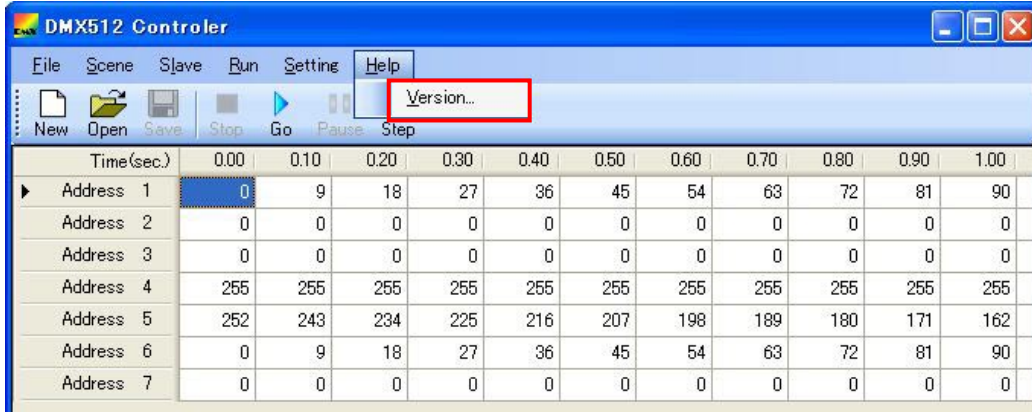 DMX512 Controler
File Scene Slave Run Setting Help
Version...
New Open Save Stop Go Pause Step
Time(sec.) 0.00 0.10 0.20 0.30 0.40 0.50 0.60 0.70 0.80 0.90 1.00
Address 1 0 9 18 27 36 45 54 63 72 81 90
Address 2 0 0 0 0 0 0 0 0 0 0 0
Address 3 0 0 0 0 0 0 0 0 0 0 0
Address 4 255 255 255 255 255 255 255 255 255 255 255
Address 5 252 243 234 225 216 207 198 189 180 171 162
Address 6 0 9 18 27 36 45 54 63 72 81 90
Address 7 0 0 0 0 0 0 0 0 0 0 0